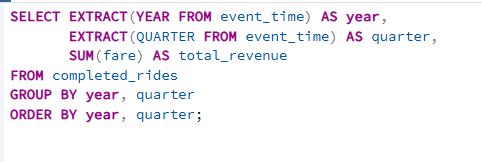 SELECT EXTRACT(YEAR FROM event_time) AS year,
       EXTRACT(QUARTER FROM event_time) AS quarter,
       SUM(fare) AS total_revenue
FROM completed_rides
GROUP BY year, quarter
ORDER BY year, quarter;